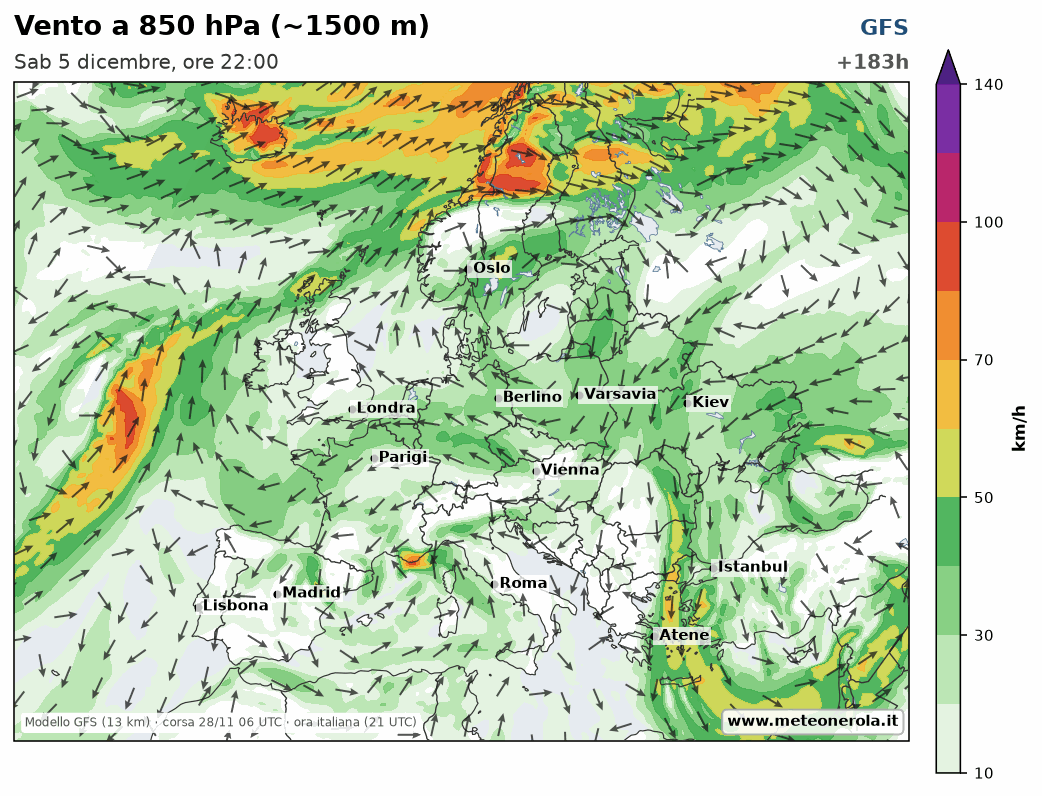 Vento a 850 hPa (~1500 m)
GFS
Sab 5 dicembre, ore 22:00
+183h
140
100
70
50
30
10
km/h
Oslo
Londra
Berlino
Varsavia
Kiev
Parigi
Vienna
Istanbul
Roma
Madrid
Lisbona
Atene
Modello GFS (13 km) · corsa 28/11 06 UTC · ora italiana (21 UTC)
www.meteonerola.it